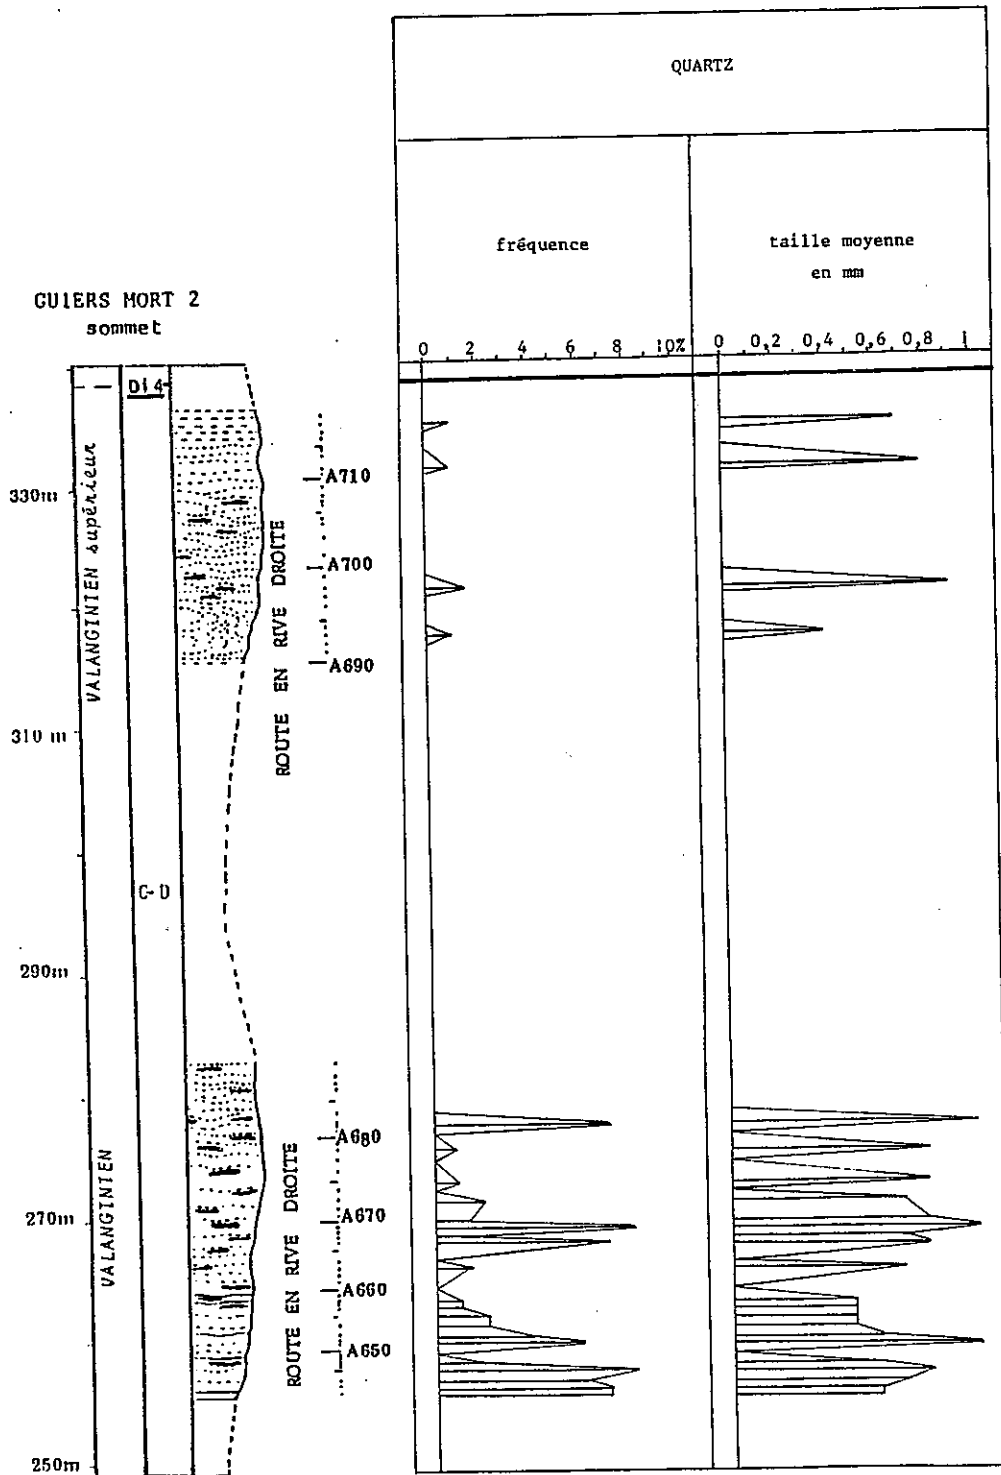 QUARTZ
fréquence
taille moyenne
en mm
GUIERS MORT 2
sommet
0 2 4 6 8 10%
0 0,2 0,4 0,6 0,8 1
Di4
330m
310 m
290m
270m
250m
VALANGINIEN supérieur
VALANGINIEN
C-D
ROUTE EN RIVE DROITE
A710
A700
A690
ROUTE EN RIVE DROITE
A680
A670
A660
A650